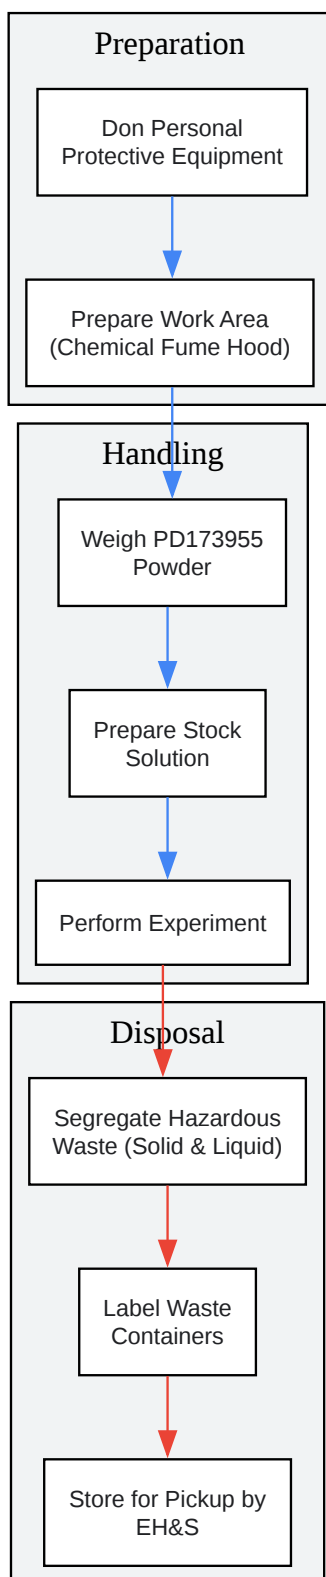 Preparation
Don Personal
Protective Equipment
Prepare Work Area
(Chemical Fume Hood)
Handling
Weigh PD173955
Powder
Prepare Stock
Solution
Perform Experiment
Disposal
Segregate Hazardous
Waste (Solid & Liquid)
Label Waste
Containers
Store for Pickup by
EH&S